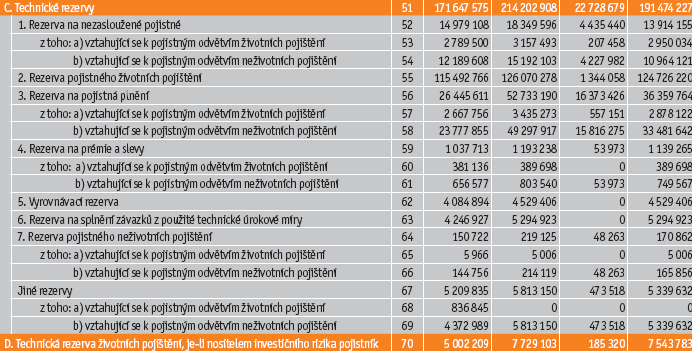 C. Technické rezervy 51 171 647 575 214 202 908 22 728 679 191 474 227
1. Rezerva na nezasloužené pojistné 52 14 979 108 18 349 596 4 435 440 13 914 155
z toho: a) vztahující se k pojistným odvětvím životních pojištění 53 2 789 500 3 157 493 207 458 2 950 034
b) vztahující se k pojistným odvětvím neživotních pojištění 54 12 189 608 15 192 103 4 227 982 10 964 121
2. Rezerva pojistného životních pojištění 55 115 492 766 126 070 278 1 344 058 124 726 220
3. Rezerva na pojistná plnění 56 26 445 611 52 733 190 16 373 426 36 359 764
z toho: a) vztahující se k pojistným odvětvím životních pojištění 57 2 667 756 3 435 273 557 151 2 878 122
b) vztahující se k pojistným odvětvím neživotních pojištění 58 23 777 855 49 297 917 15 816 275 33 481 642
4. Rezerva na prémie a slevy 59 1 037 713 1 193 238 53 973 1 139 265
z toho: a) vztahující se k pojistným odvětvím životních pojištění 60 381 136 389 698 0 389 698
b) vztahující se k pojistným odvětvím neživotních pojištění 61 656 577 803 540 53 973 749 567
5. Vyrovnávací rezerva 62 4 084 894 4 529 406 0 4 529 406
6. Rezerva na splnění závazků z použité technické úrokové míry 63 4 246 927 5 294 923 0 5 294 923
7. Rezerva pojistného neživotních pojištění 64 150 722 219 125 48 263 170 862
z toho: a) vztahující se k pojistným odvětvím životních pojištění 65 5 966 5 006 0 5 006
b) vztahující se k pojistným odvětvím neživotních pojištění 66 144 756 214 119 48 263 165 856
Jiné rezervy 67 5 209 835 5 813 150 473 518 5 339 632
z toho: a) vztahující se k pojistným odvětvím životních pojištění 68 836 845 0 0 0
b) vztahující se k pojistným odvětvím neživotních pojištění 69 4 372 989 5 813 150 473 518 5 339 632
D. Technická rezerva životních pojištění, je-li nositelem investičního rizika pojistník 70 5 002 209 7 729 103 185 320 7 543 783